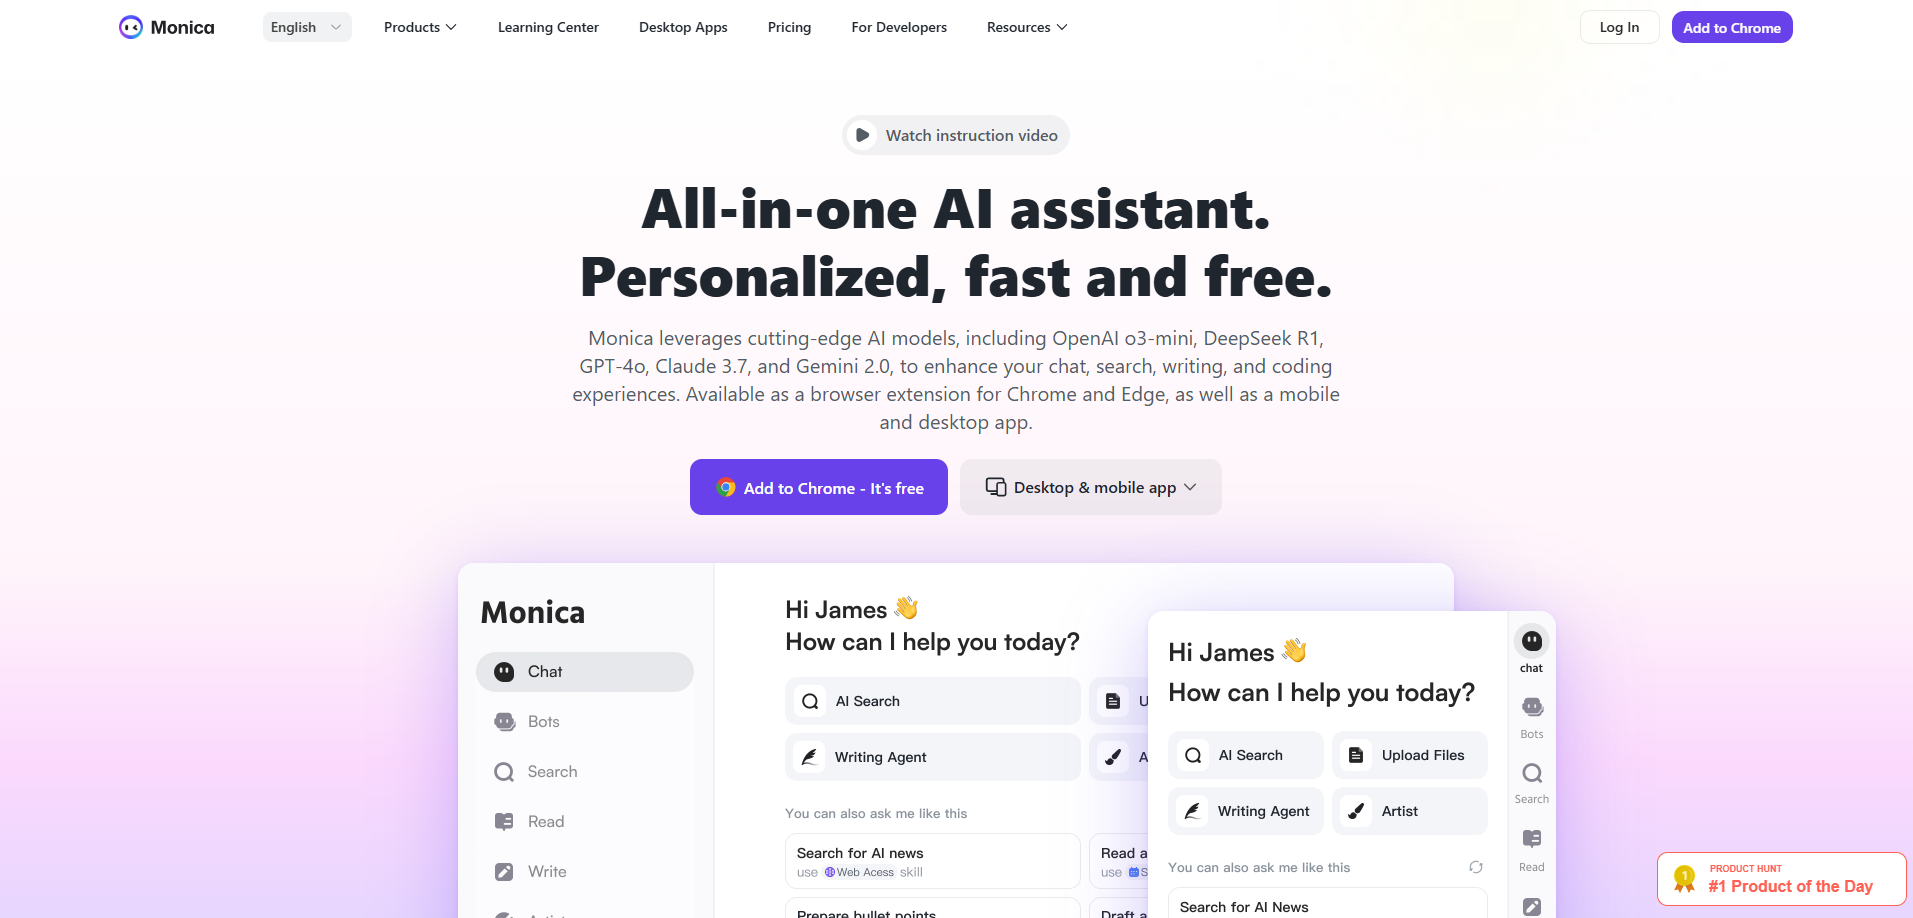 Monica
English
Products
Learning Center
Desktop Apps
Pricing
For Developers
Resources
Log In
Add to Chrome
Watch instruction video
All-in-one AI assistant.
Personalized, fast and free.
Monica leverages cutting-edge AI models, including OpenAI o3-mini, DeepSeek R1,
GPT-4o, Claude 3.7, and Gemini 2.0, to enhance your chat, search, writing, and coding
experiences. Available as a browser extension for Chrome and Edge, as well as a mobile
and desktop app.
Add to Chrome - It's free
Desktop & mobile app
Monica
Chat
Bots
Search
Read
Write
Hi James 👋
How can I help you today?
AI Search
U
Writing Agent
A
You can also ask me like this
Search for AI news
use Web Acess skill
Read a
use S
Prepare bullet points
Draft a
Hi James 👋
How can I help you today?
AI Search
Upload Files
Writing Agent
Artist
You can also ask me like this
Search for AI News
chat
Bots
Search
Read
1
PRODUCT HUNT
#1 Product of the Day